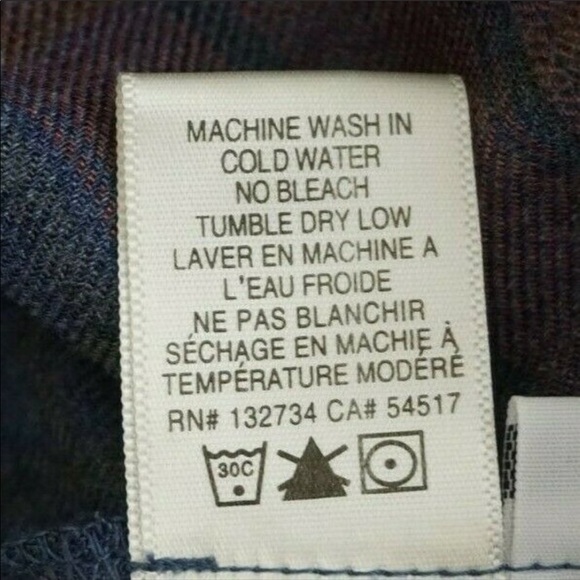 MACHINE WASH IN
COLD WATER
NO BLEACH
TUMBLE DRY LOW
LAVER EN MACHINE A
L'EAU FROIDE
NE PAS BLANCHIR
SÉCHAGE EN MACHIE À
TEMPÉRATURE MODÉRÉ
RN# 132734 CA# 54517
30C